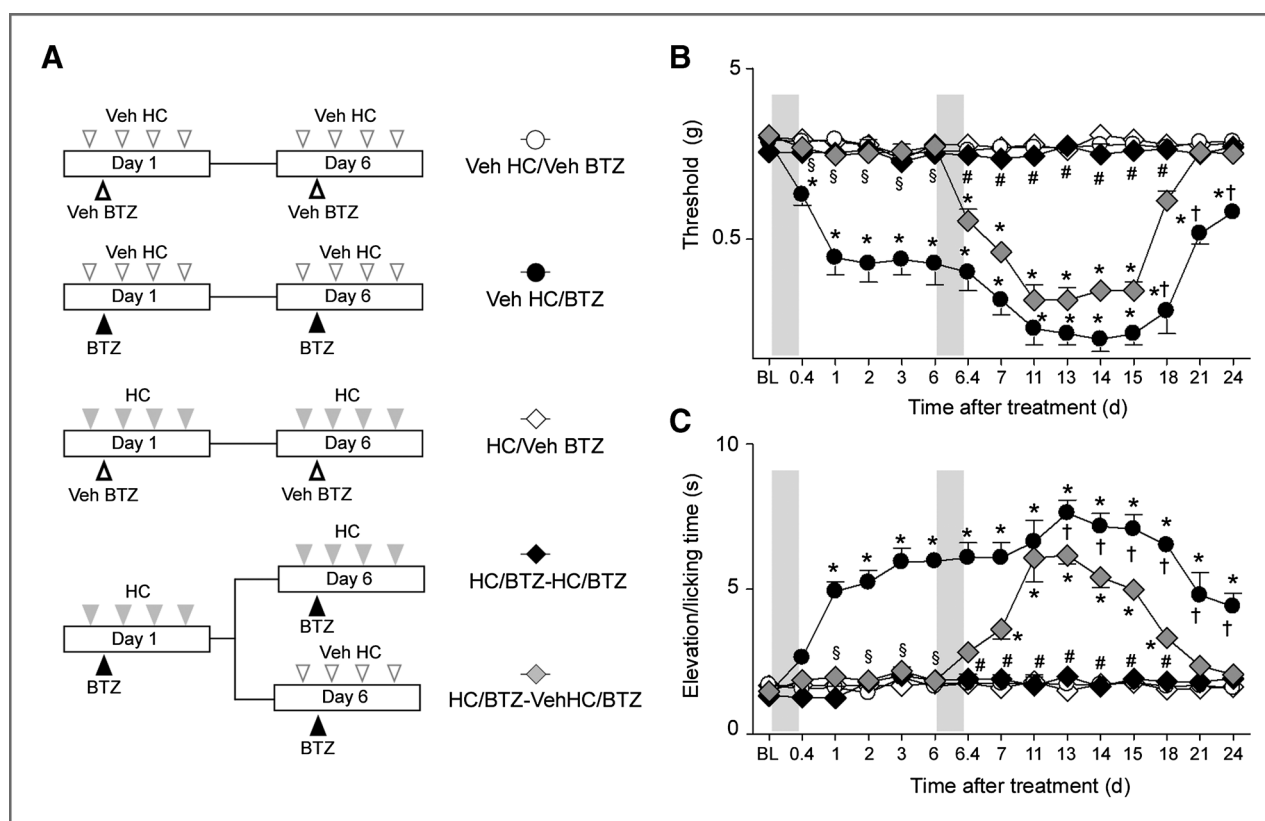 A
Veh HC
Veh HC
Day 1
Day 6
Veh BTZ
Veh BTZ
Veh HC/Veh BTZ
Veh HC
Veh HC
Day 1
Day 6
BTZ
BTZ
Veh HC/BTZ
HC
HC
Day 1
Day 6
Veh BTZ
Veh BTZ
HC/Veh BTZ
HC
Day 6
BTZ
HC/BTZ-HC/BTZ
HC
Day 1
BTZ
Veh HC
Day 6
BTZ
HC/BTZ-VehHC/BTZ
B
Threshold (g)
5
0.5
§ § § § §
# # # # # # #
* * * * * * * * * * * *† *† *†
* * * * * *
BL 0.4 1 2 3 6 6.4 7 11 13 14 15 18 21 24
Time after treatment (d)
C
Elevation/licking time (s)
10
5
0
* * * * * * * * * * * * *
† † † † † †
* * * * * *
§ § § §
# # # # # # #
BL 0.4 1 2 3 6 6.4 7 11 13 14 15 18 21 24
Time after treatment (d)